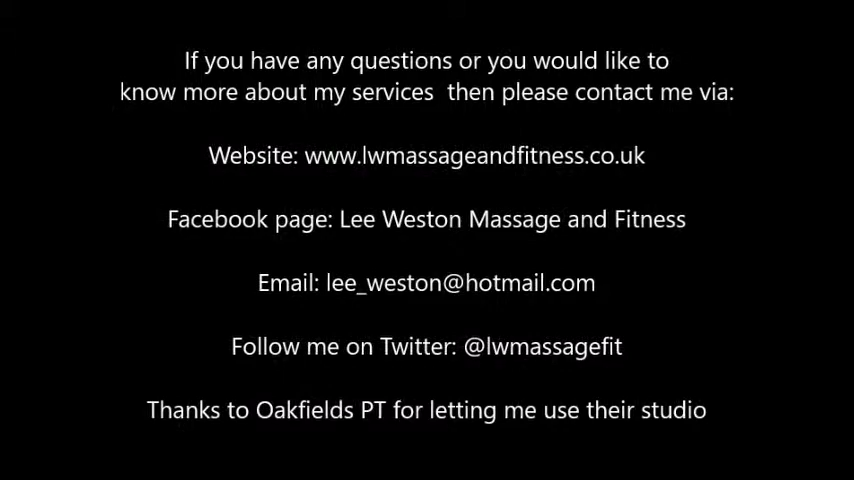 If you have any questions or you would like to
know more about my services  then please contact me via:
Website: www.lwmassageandfitness.co.uk
Facebook page: Lee Weston Massage and Fitness
Email: lee_weston@hotmail.com
Follow me on Twitter: @lwmassagefit
Thanks to Oakfields PT for letting me use their studio